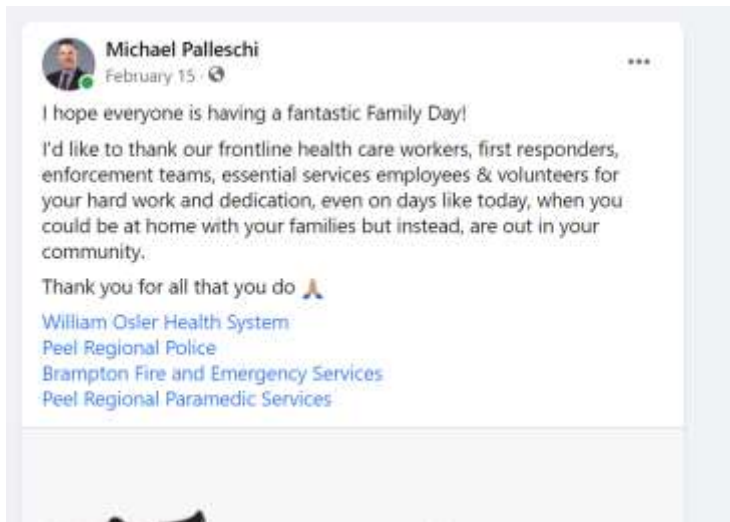 Michael Palleschi
February 15 ·
I hope everyone is having a fantastic Family Day!
I'd like to thank our frontline health care workers, first responders,
enforcement teams, essential services employees & volunteers for
your hard work and dedication, even on days like today, when you
could be at home with your families but instead, are out in your
community.
Thank you for all that you do 🙏🏽
William Osler Health System
Peel Regional Police
Brampton Fire and Emergency Services
Peel Regional Paramedic Services